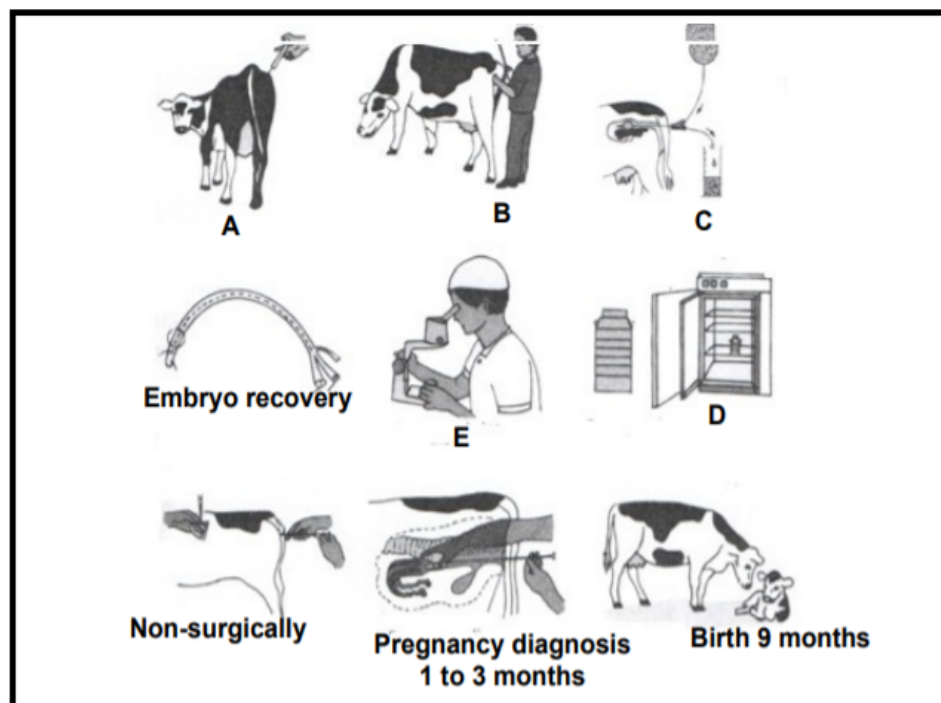 A
B
C
Embryo recovery
E
D
Non-surgically
Pregnancy diagnosis
1 to 3 months
Birth 9 months